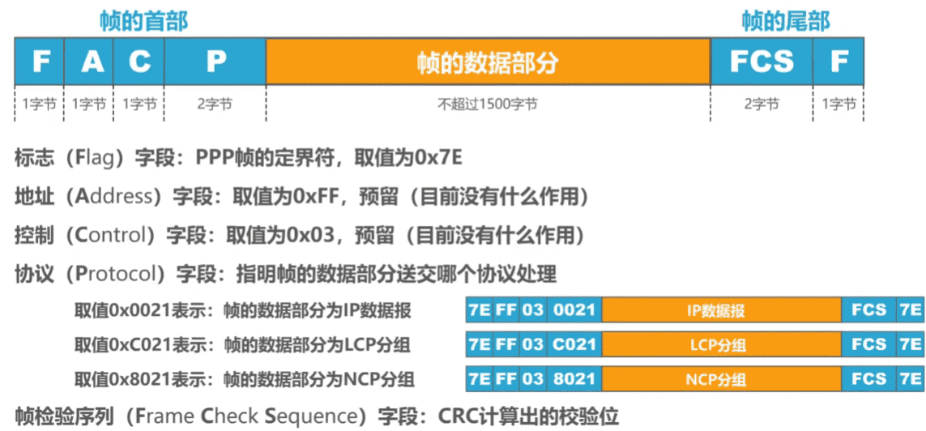 帧的首部 帧的尾部
F A C P 帧的数据部分 FCS F
1字节 1字节 1字节 2字节 不超过1500字节 2字节 1字节
标志（Flag）字段：PPP帧的定界符，取值为0x7E
地址（Address）字段：取值为0xFF，预留（目前没有什么作用）
控制（Control）字段：取值为0x03，预留（目前没有什么作用）
协议（Protocol）字段：指明帧的数据部分送交哪个协议处理
取值0x0021表示：帧的数据部分为IP数据报 7E FF 03 0021 IP数据报 FCS 7E
取值0xC021表示：帧的数据部分为LCP分组 7E FF 03 C021 LCP分组 FCS 7E
取值0x8021表示：帧的数据部分为NCP分组 7E FF 03 8021 NCP分组 FCS 7E
帧检验序列（Frame Check Sequence）字段：CRC计算出的校验位